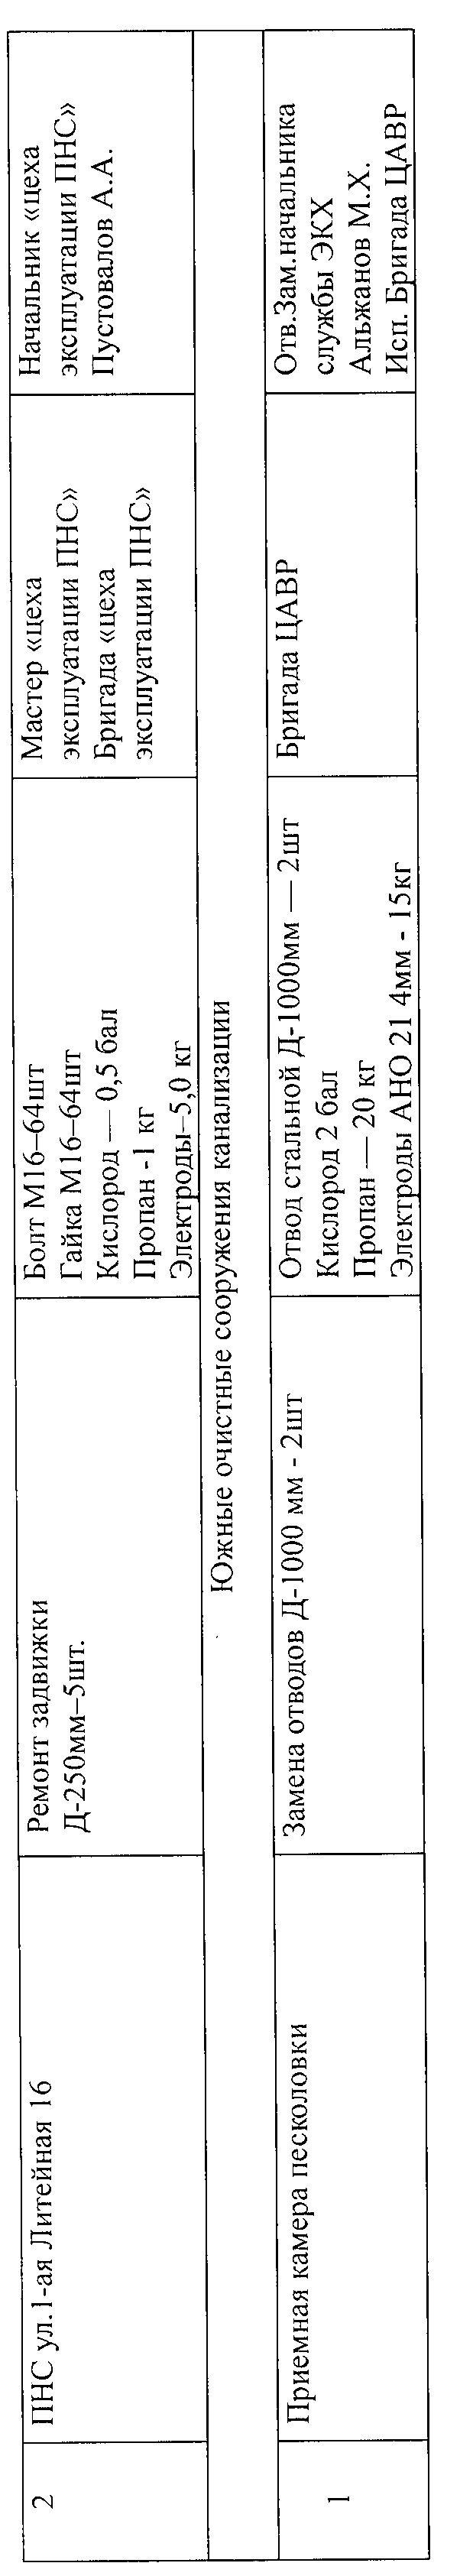 2
ПНС ул.1-ая Литейная 16
Ремонт задвижки
Д-250мм–5шт.
Болт М16–64шт
Гайка М16–64шт
Кислород — 0,5 бал
Пропан -1 кг
Электроды–5,0 кг
Мастер «цеха
эксплуатации ПНС»
Бригада «цеха
эксплуатации ПНС»
Начальник «цеха
эксплуатации ПНС»
Пустовалов А.А.
Южные очистные сооружения канализации
1
Приемная камера песколовки
Замена отводов Д-1000 мм - 2шт
Отвод стальной Д-1000мм — 2шт
Кислород 2 бал
Пропан — 20 кг
Электроды АНО 21 4мм - 15кг
Бригада ЦАВР
Отв.Зам.начальника
службы ЭКХ
Альжанов М.Х.
Исп. Бригада ЦАВР